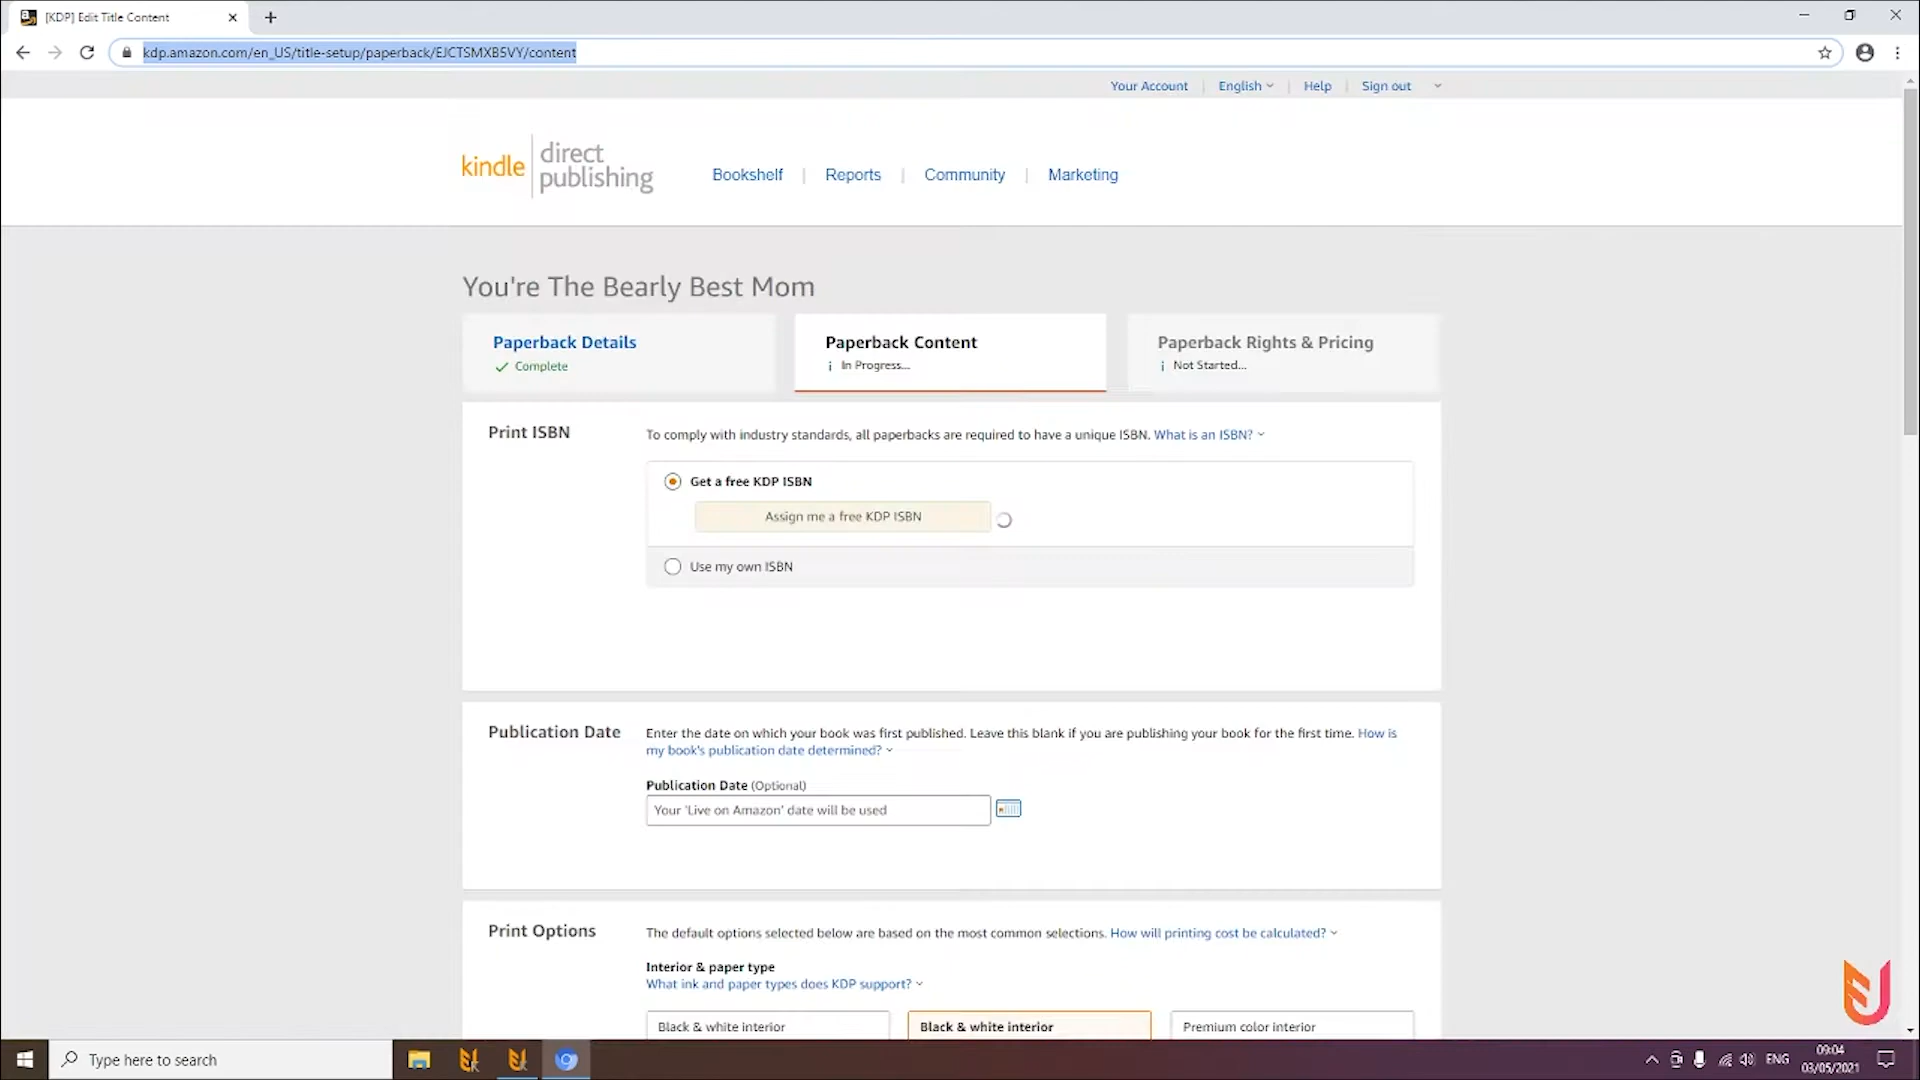 [KDP] Edit Title Content
kdp.amazon.com/en_US/title-setup/paperback/EJCTSMXB5VY/content
Your Account
English
Help
Sign out
kindle direct publishing
Bookshelf
Reports
Community
Marketing
You're The Bearly Best Mom
Paperback Details
Complete
Paperback Content
In Progress...
Paperback Rights & Pricing
Not Started...
Print ISBN
To comply with industry standards, all paperbacks are required to have a unique ISBN. What is an ISBN?
Get a free KDP ISBN
Assign me a free KDP ISBN
Use my own ISBN
Publication Date
Enter the date on which your book was first published. Leave this blank if you are publishing your book for the first time. How is
my book's publication date determined?
Publication Date (Optional)
Your 'Live on Amazon' date will be used
Print Options
The default options selected below are based on the most common selections. How will printing cost be calculated?
Interior & paper type
What ink and paper types does KDP support?
Black & white interior
Black & white interior
Premium color interior
Type here to search
ENG
09:04
03/05/2021